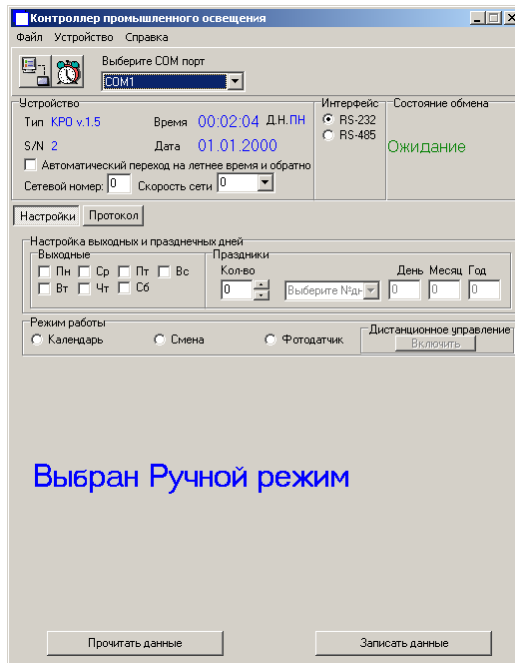 Контроллер промышленного освещения
Файл Устройство Справка
Выберите COM порт
COM1
Устройство
Тип КРО v.1.5 Время 00:02:04 Д.Н.ПН
S/N 2 Дата 01.01.2000
Автоматический переход на летнее время и обратно
Сетевой номер: 0 Скорость сети 0
Интерфейс
RS-232
RS-485
Состояние обмена
Ожидание
Настройки Протокол
Настройка выходных и празднечных дней
Выходные
Пн Ср Пт Вс
Вт Чт Сб
Праздники
Кол-во День Месяц Год
0 Выберите №дн 0 0 0
Режим работы
Календарь Смена Фотодатчик
Дистанционное управление
Включить
Выбран Ручной режим
Прочитать данные Записать данные